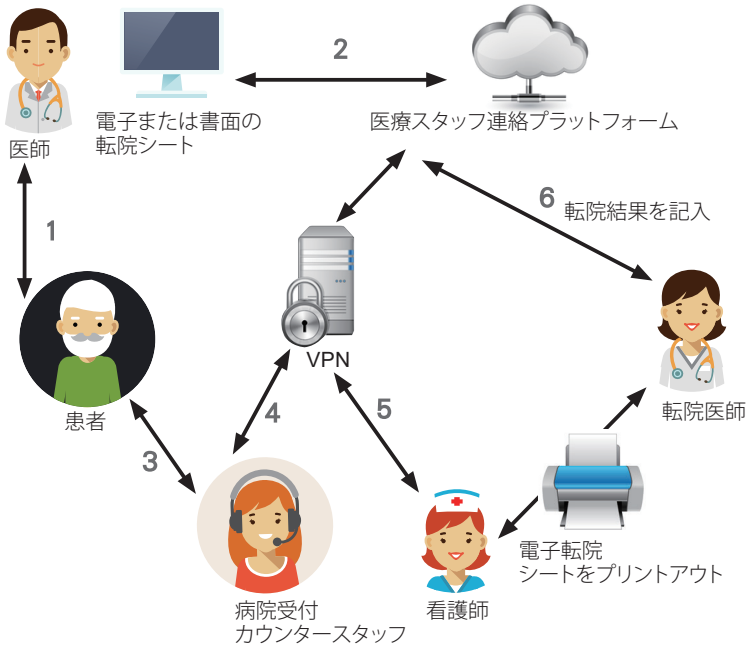 2
電子または書面の
転院シート
医療スタッフ連絡プラットフォーム
医師
1
6
転院結果を記入
VPN
患者
転院医師
3
4
5
電子転院
シートをプリントアウト
病院受付
カウンタースタッフ
看護師